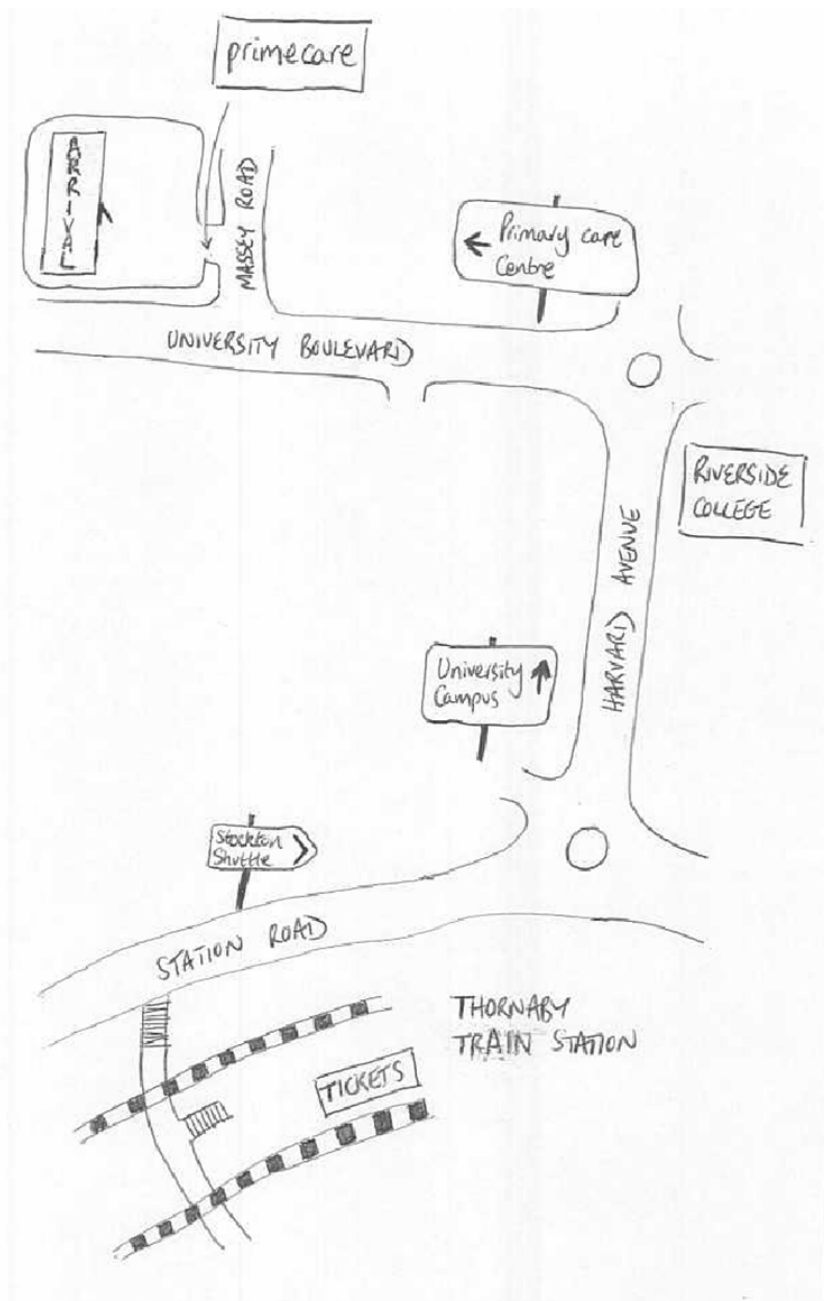 primecare
MASSEY ROAD
← Primary care
Centre
UNIVERSITY BOULEVARD
RIVERSIDE
COLLEGE
HARVARD AVENUE
University
Campus
Stockton
Shuttle
STATION ROAD
THORNABY
TRAIN STATION
TICKETS